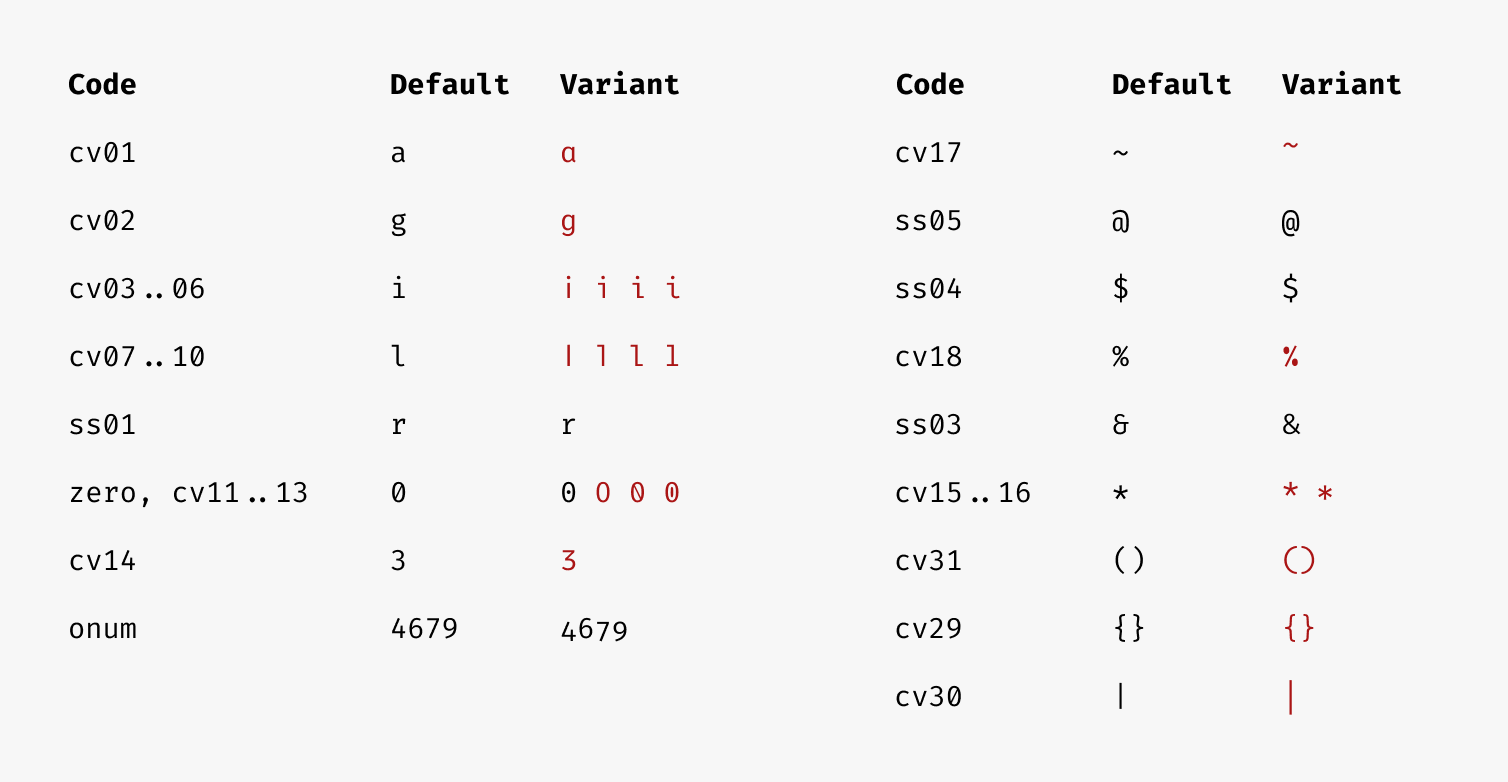 Code Default Variant
cv01 a a
cv02 g g
cv03..06 i i i i i
cv07..10 l l l l l
ss01 r r
zero, cv11..13 0 0 0 0 0
cv14 3 3
onum 4679 4679
Code Default Variant
cv17 ~ ~
ss05 @ @
ss04 $ $
cv18 % %
ss03 & &
cv15..16 * * *
cv31 () ()
cv29 {} {}
cv30 | |